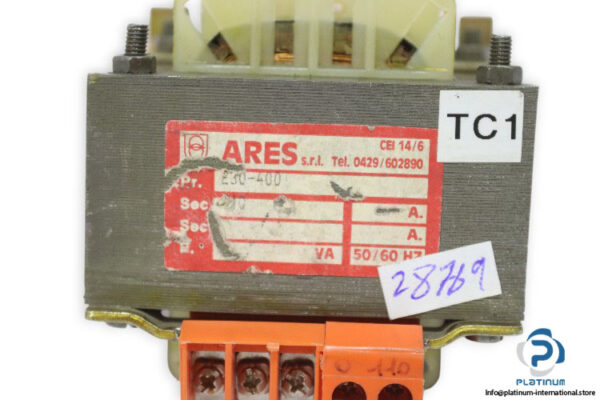 TC1
ARES s.r.l. CEI 14/6
Tel. 0429/602890
Pr. 230-400
Sec A.
Sec A.
VA 50/60 HZ
28769
0 110
PLATINUM
info@platinum-international.store